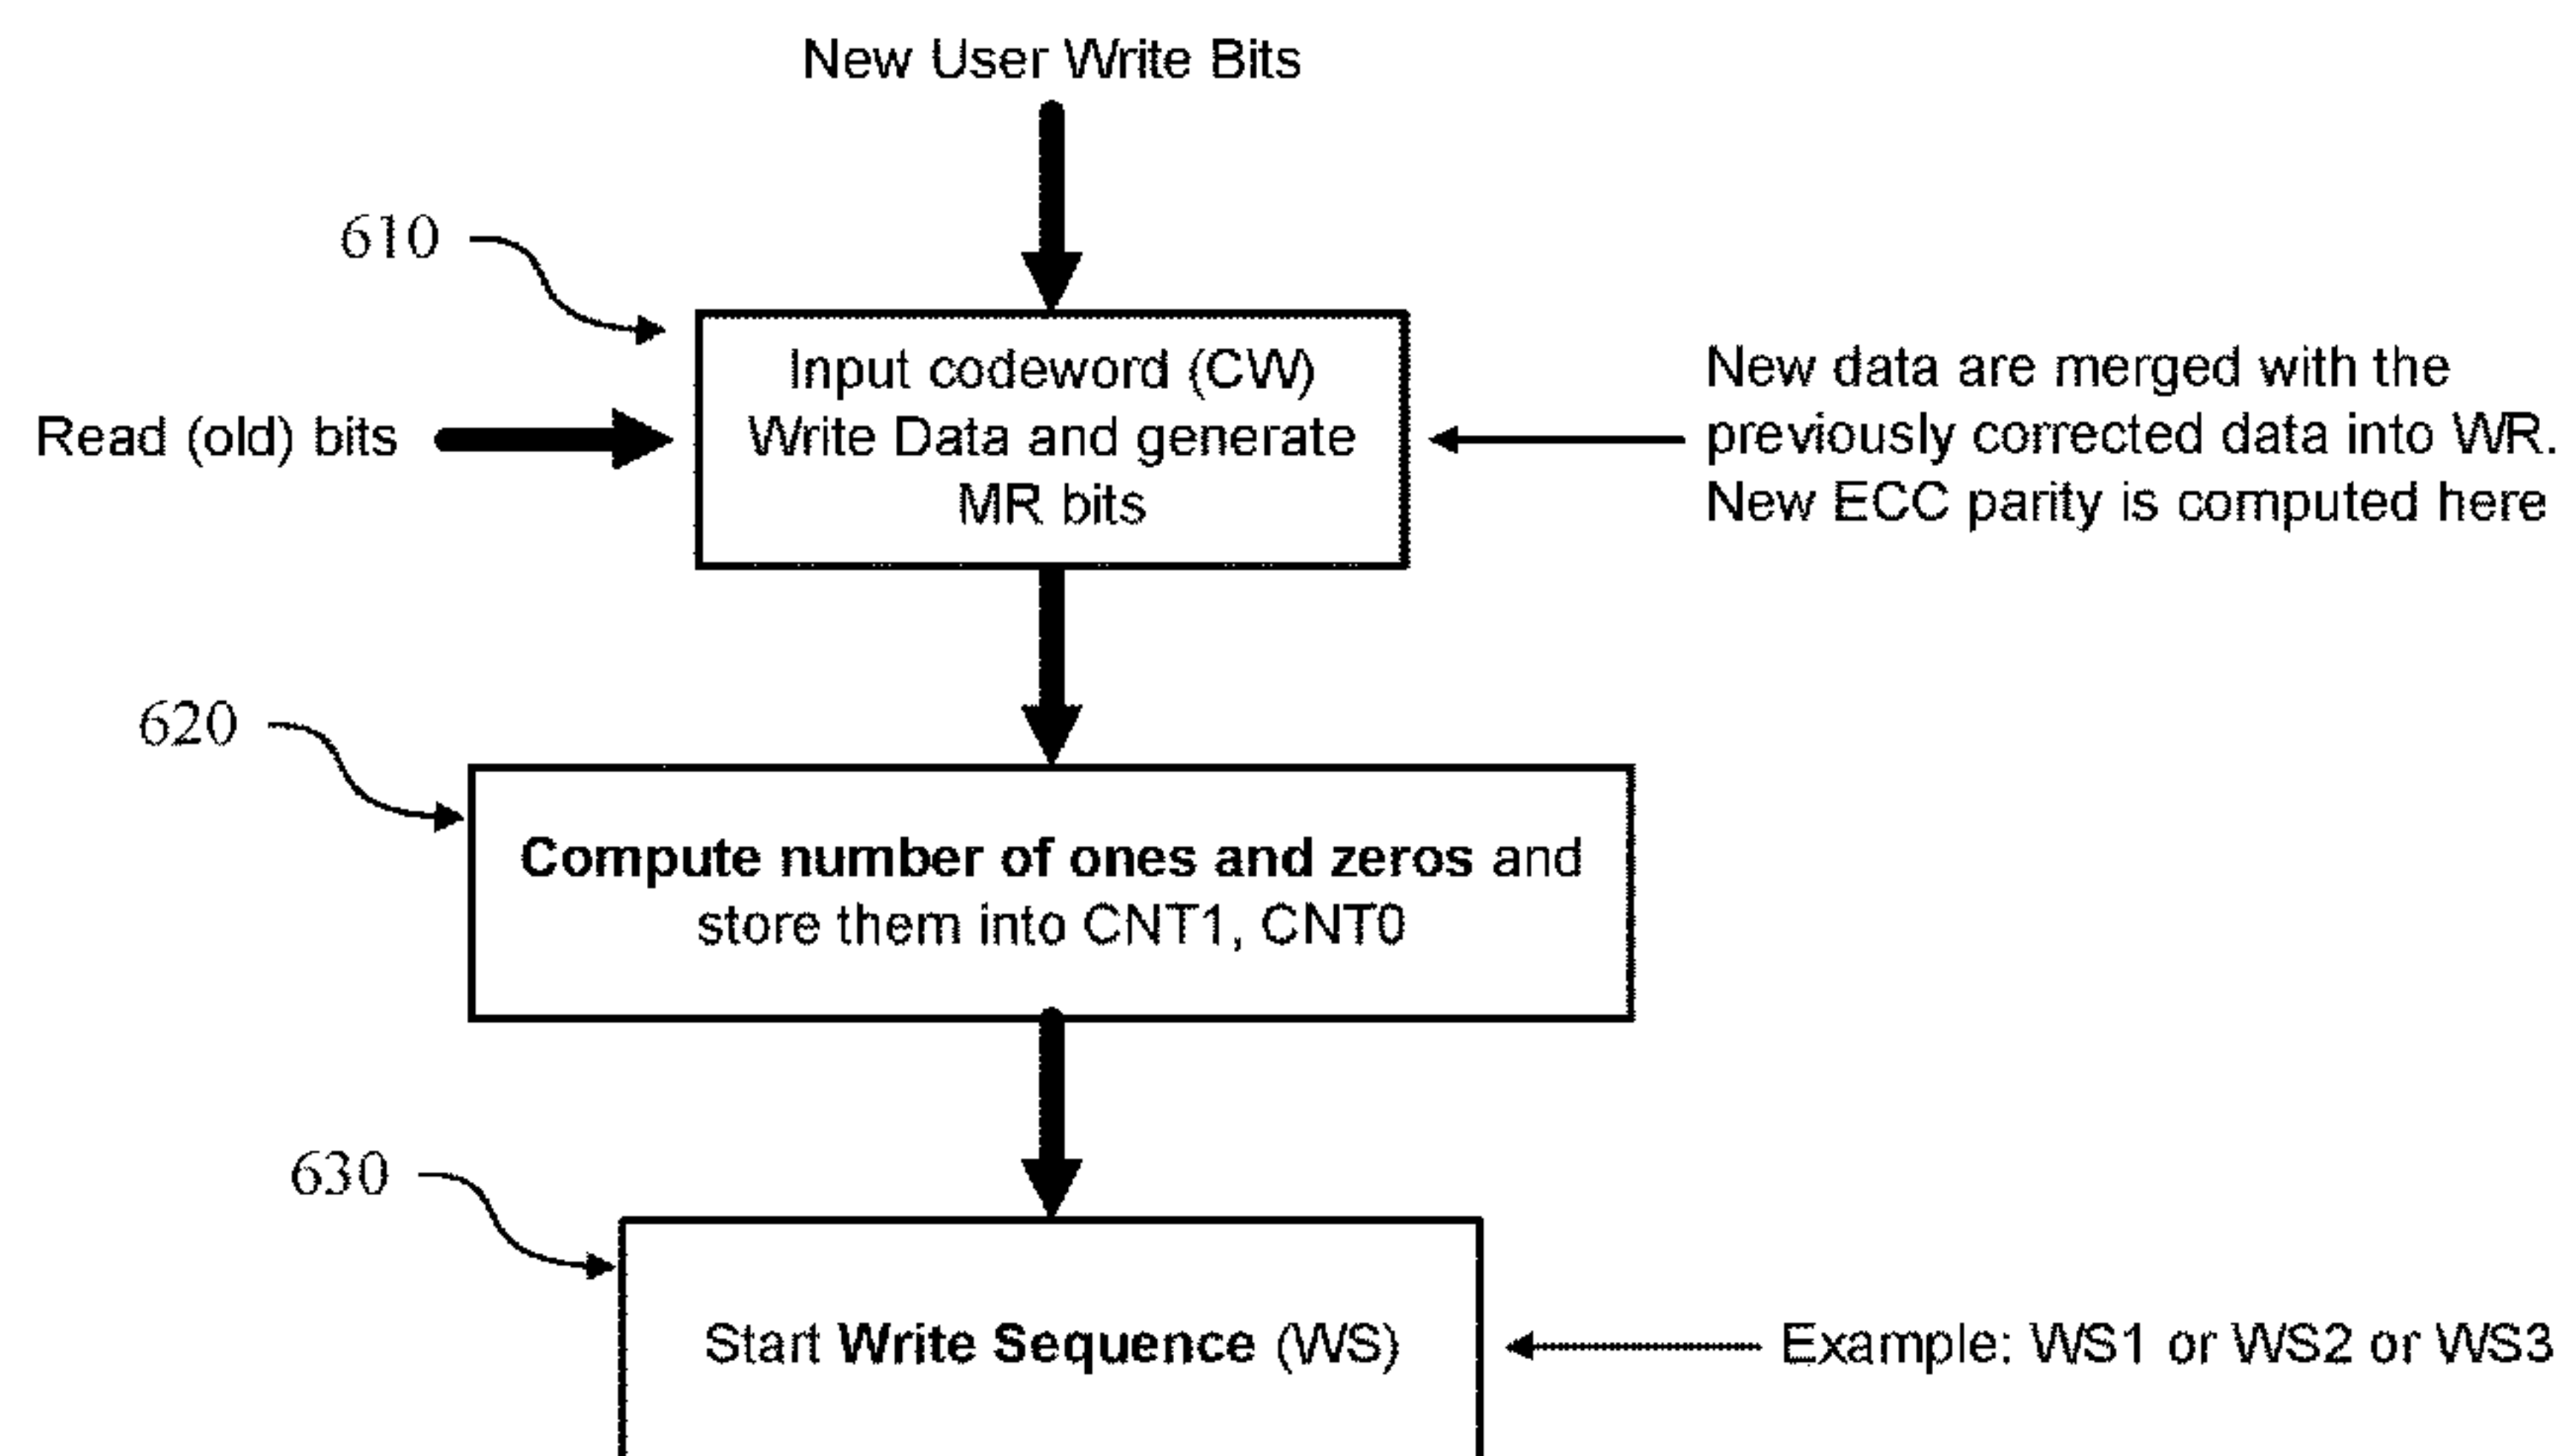 New User Write Bits
610
Input codeword (CW)
Write Data and generate
MR bits
Read (old) bits
New data are merged with the
previously corrected data into WR.
New ECC parity is computed here
620
Compute number of ones and zeros and
store them into CNT1, CNT0
630
Start Write Sequence (WS)
Example: WS1 or WS2 or WS3